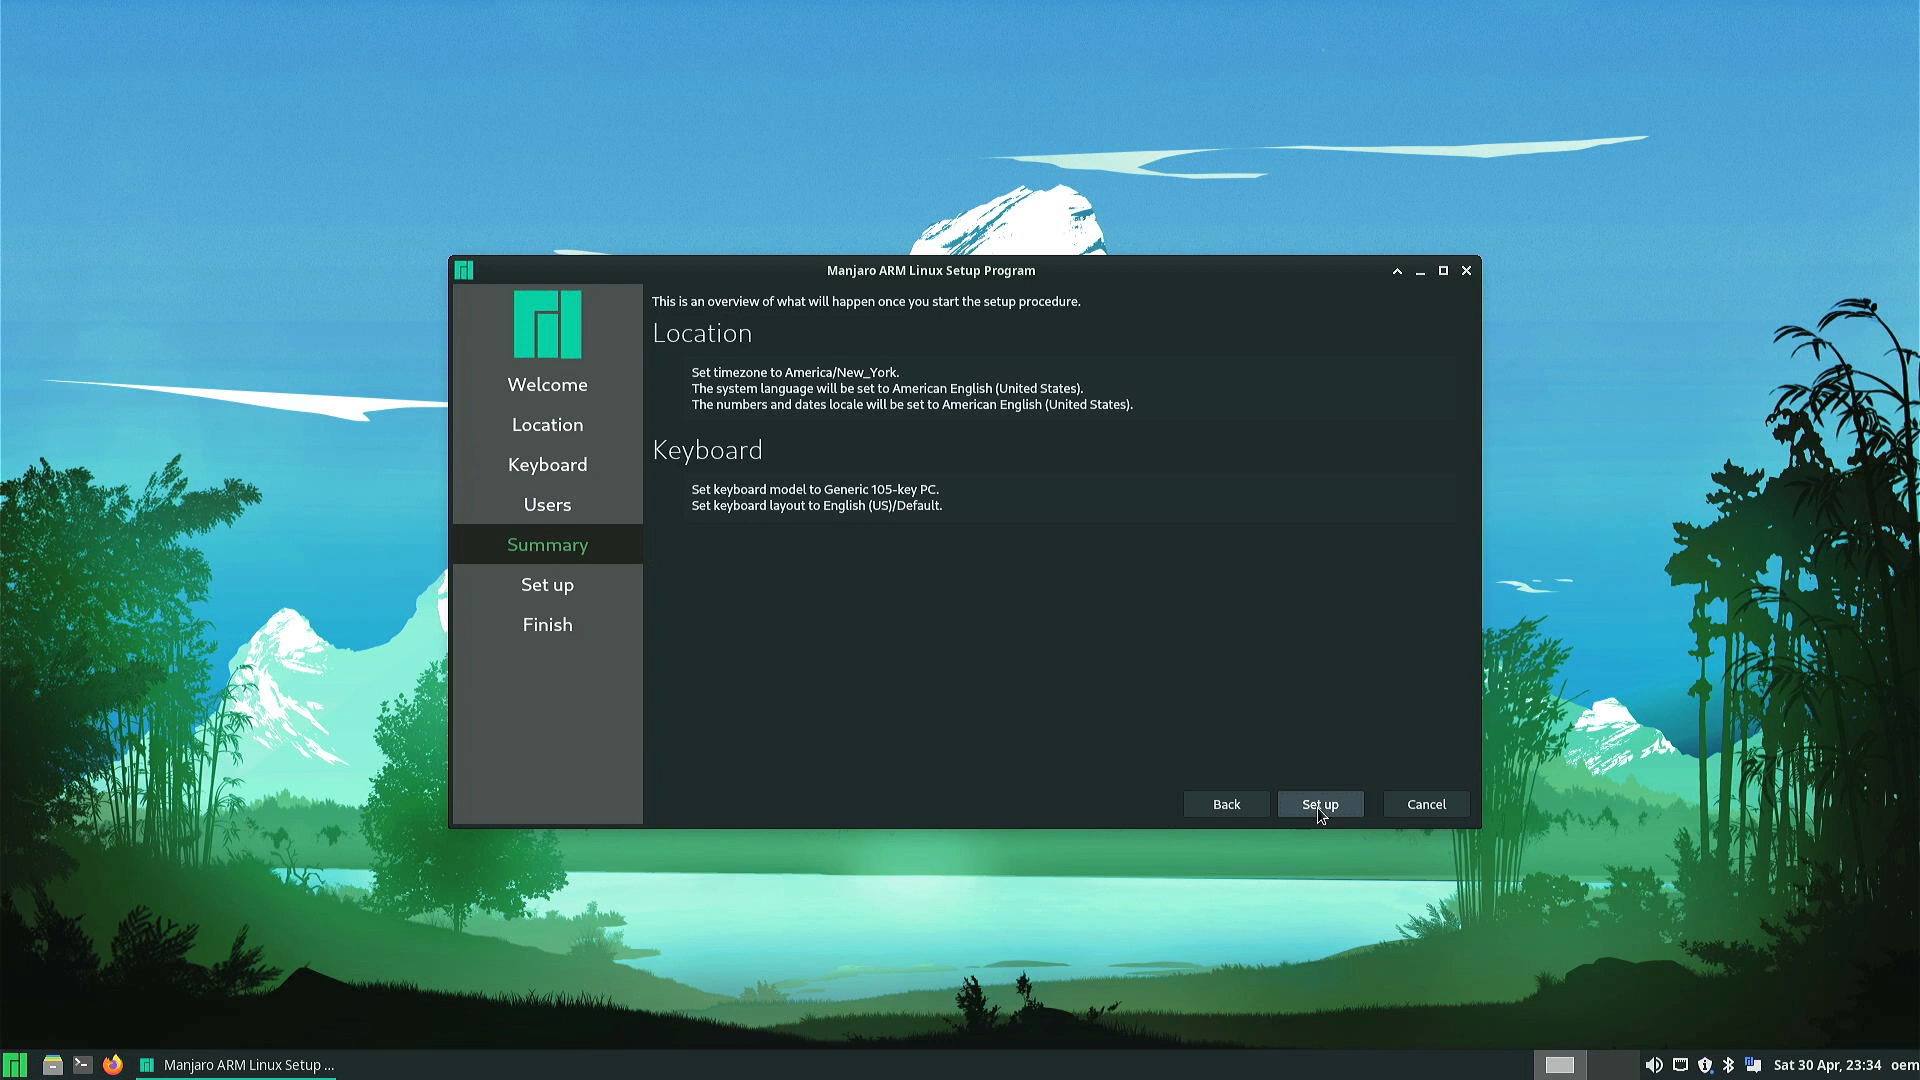 Manjaro ARM Linux Setup Program
Welcome
Location
Keyboard
Users
Summary
Set up
Finish
This is an overview of what will happen once you start the setup procedure.
Location
Set timezone to America/New_York.
The system language will be set to American English (United States).
The numbers and dates locale will be set to American English (United States).
Keyboard
Set keyboard model to Generic 105-key PC.
Set keyboard layout to English (US)/Default.
Back
Set up
Cancel
Manjaro ARM Linux Setup ...
Sat 30 Apr, 23:34
oem